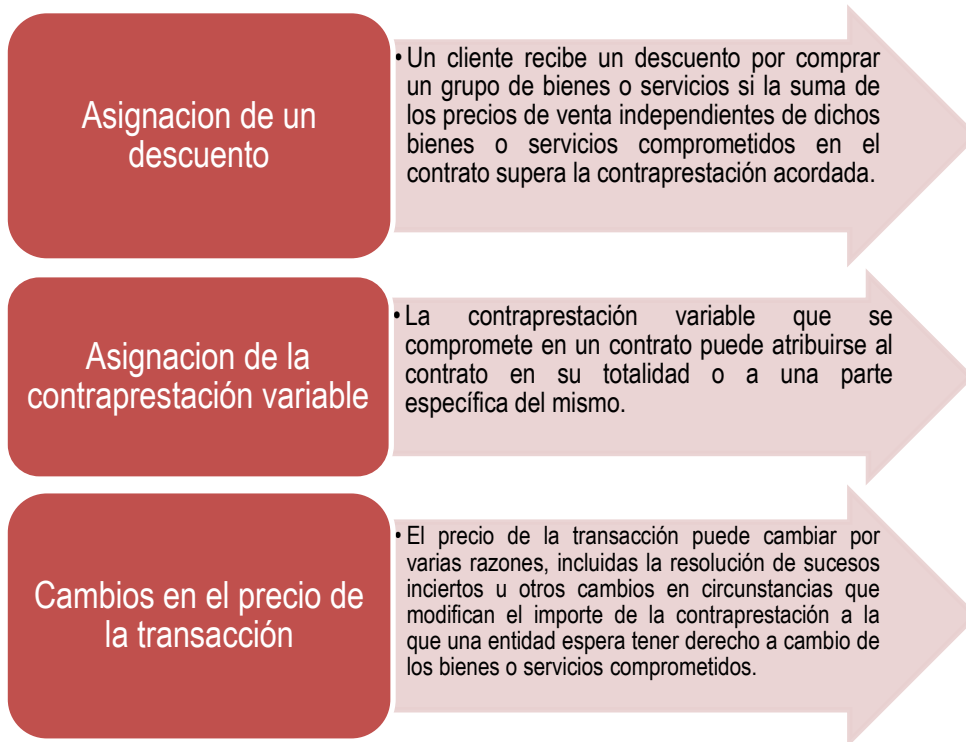 Asignacion de un
descuento
• Un cliente recibe un descuento por comprar
un grupo de bienes o servicios si la suma de
los precios de venta independientes de dichos
bienes o servicios comprometidos en el
contrato supera la contraprestación acordada.
Asignacion de la
contraprestación variable
• La contraprestación variable que se
compromete en un contrato puede atribuirse al
contrato en su totalidad o a una parte
específica del mismo.
Cambios en el precio de
la transacción
• El precio de la transacción puede cambiar por
varias razones, incluidas la resolución de sucesos
inciertos u otros cambios en circunstancias que
modifican el importe de la contraprestación a la
que una entidad espera tener derecho a cambio de
los bienes o servicios comprometidos.